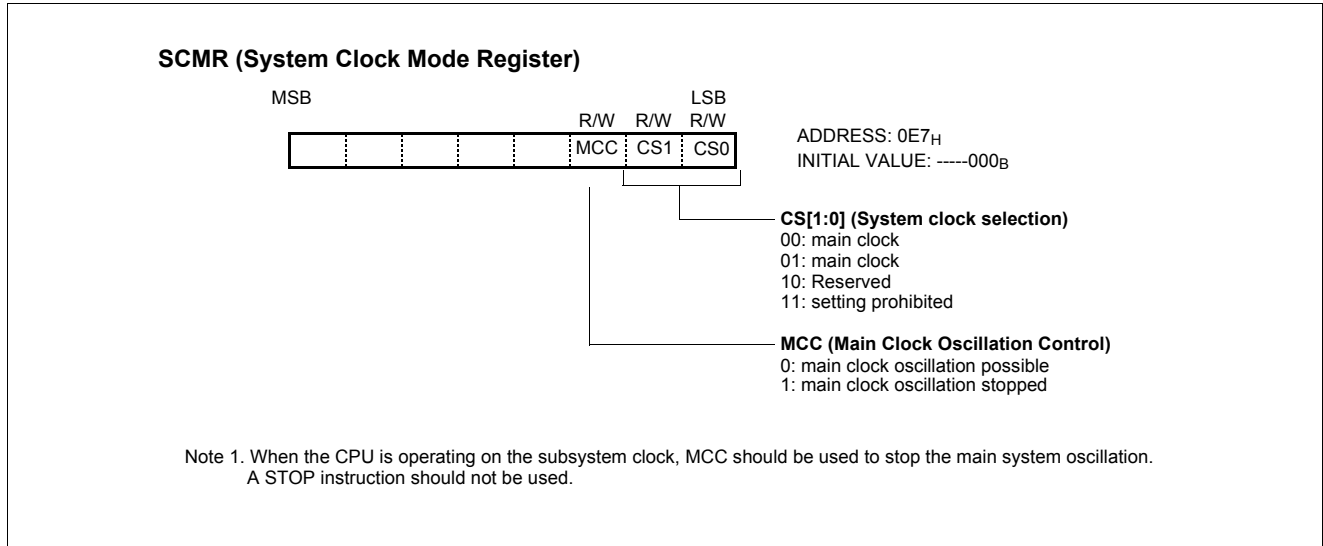 SCMR (System Clock Mode Register)
MSB LSB
R/W R/W R/W
MCC CS1 CS0
ADDRESS: 0E7H
INITIAL VALUE: -----000B
CS[1:0] (System clock selection)
00: main clock
01: main clock
10: Reserved
11: setting prohibited
MCC (Main Clock Oscillation Control)
0: main clock oscillation possible
1: main clock oscillation stopped
Note 1. When the CPU is operating on the subsystem clock, MCC should be used to stop the main system oscillation.
A STOP instruction should not be used.